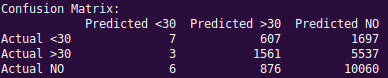 Confusion Matrix:
Predicted <30 Predicted >30 Predicted NO
Actual <30 7 607 1697
Actual >30 3 1561 5537
Actual NO 6 876 10060